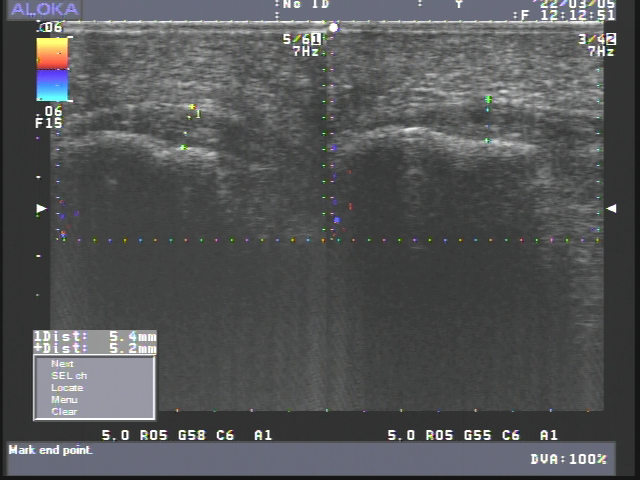 ALOKA
:No ID
:
:
Y
22/03/05
:F 12:12:51
.06
5/61
7Hz
3/42
7Hz
.06
F15
1
1Dist: 5.4mm
+Dist: 5.2mm
Next
SEL ch
Locate
Menu
Clear
5.0 R05 G58 C6 A1
5.0 R05 G55 C6 A1
Mark end point.
DVA:100%